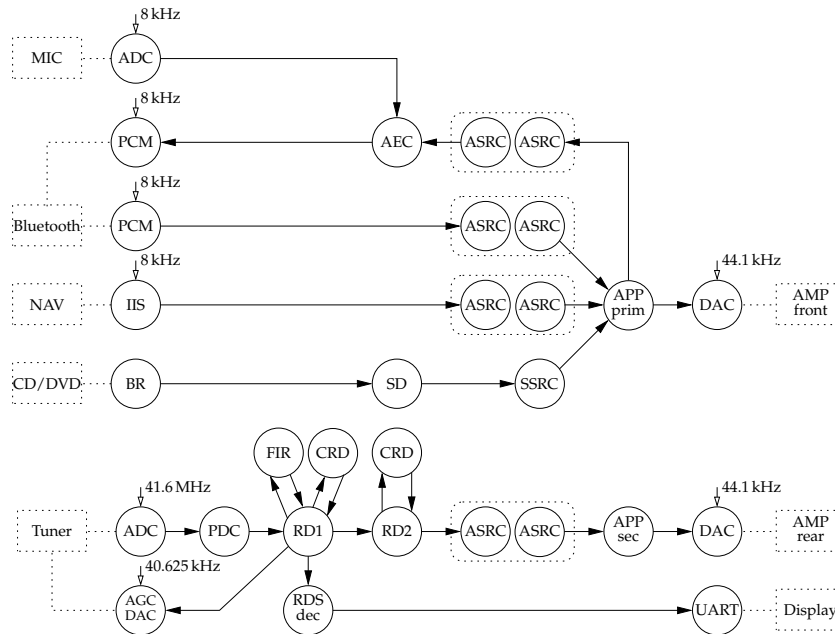 8 kHz
MIC
ADC
8 kHz
PCM
AEC
ASRC
ASRC
8 kHz
Bluetooth
PCM
ASRC
ASRC
8 kHz
44.1 kHz
NAV
IIS
ASRC
ASRC
APP
prim
DAC
AMP
front
CD/DVD
BR
SD
SSRC
FIR
CRD
CRD
41.6 MHz
44.1 kHz
Tuner
ADC
PDC
RD1
RD2
ASRC
ASRC
APP
sec
DAC
AMP
rear
40.625 kHz
AGC
DAC
RDS
dec
UART
Display